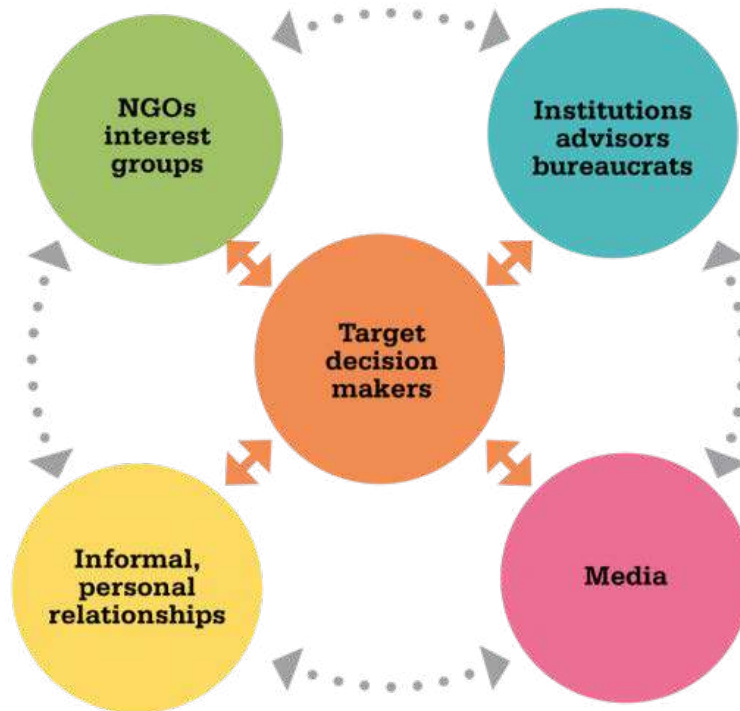 NGOs
interest
groups
Institutions
advisors
bureaucrats
Target
decision
makers
Informal,
personal
relationships
Media